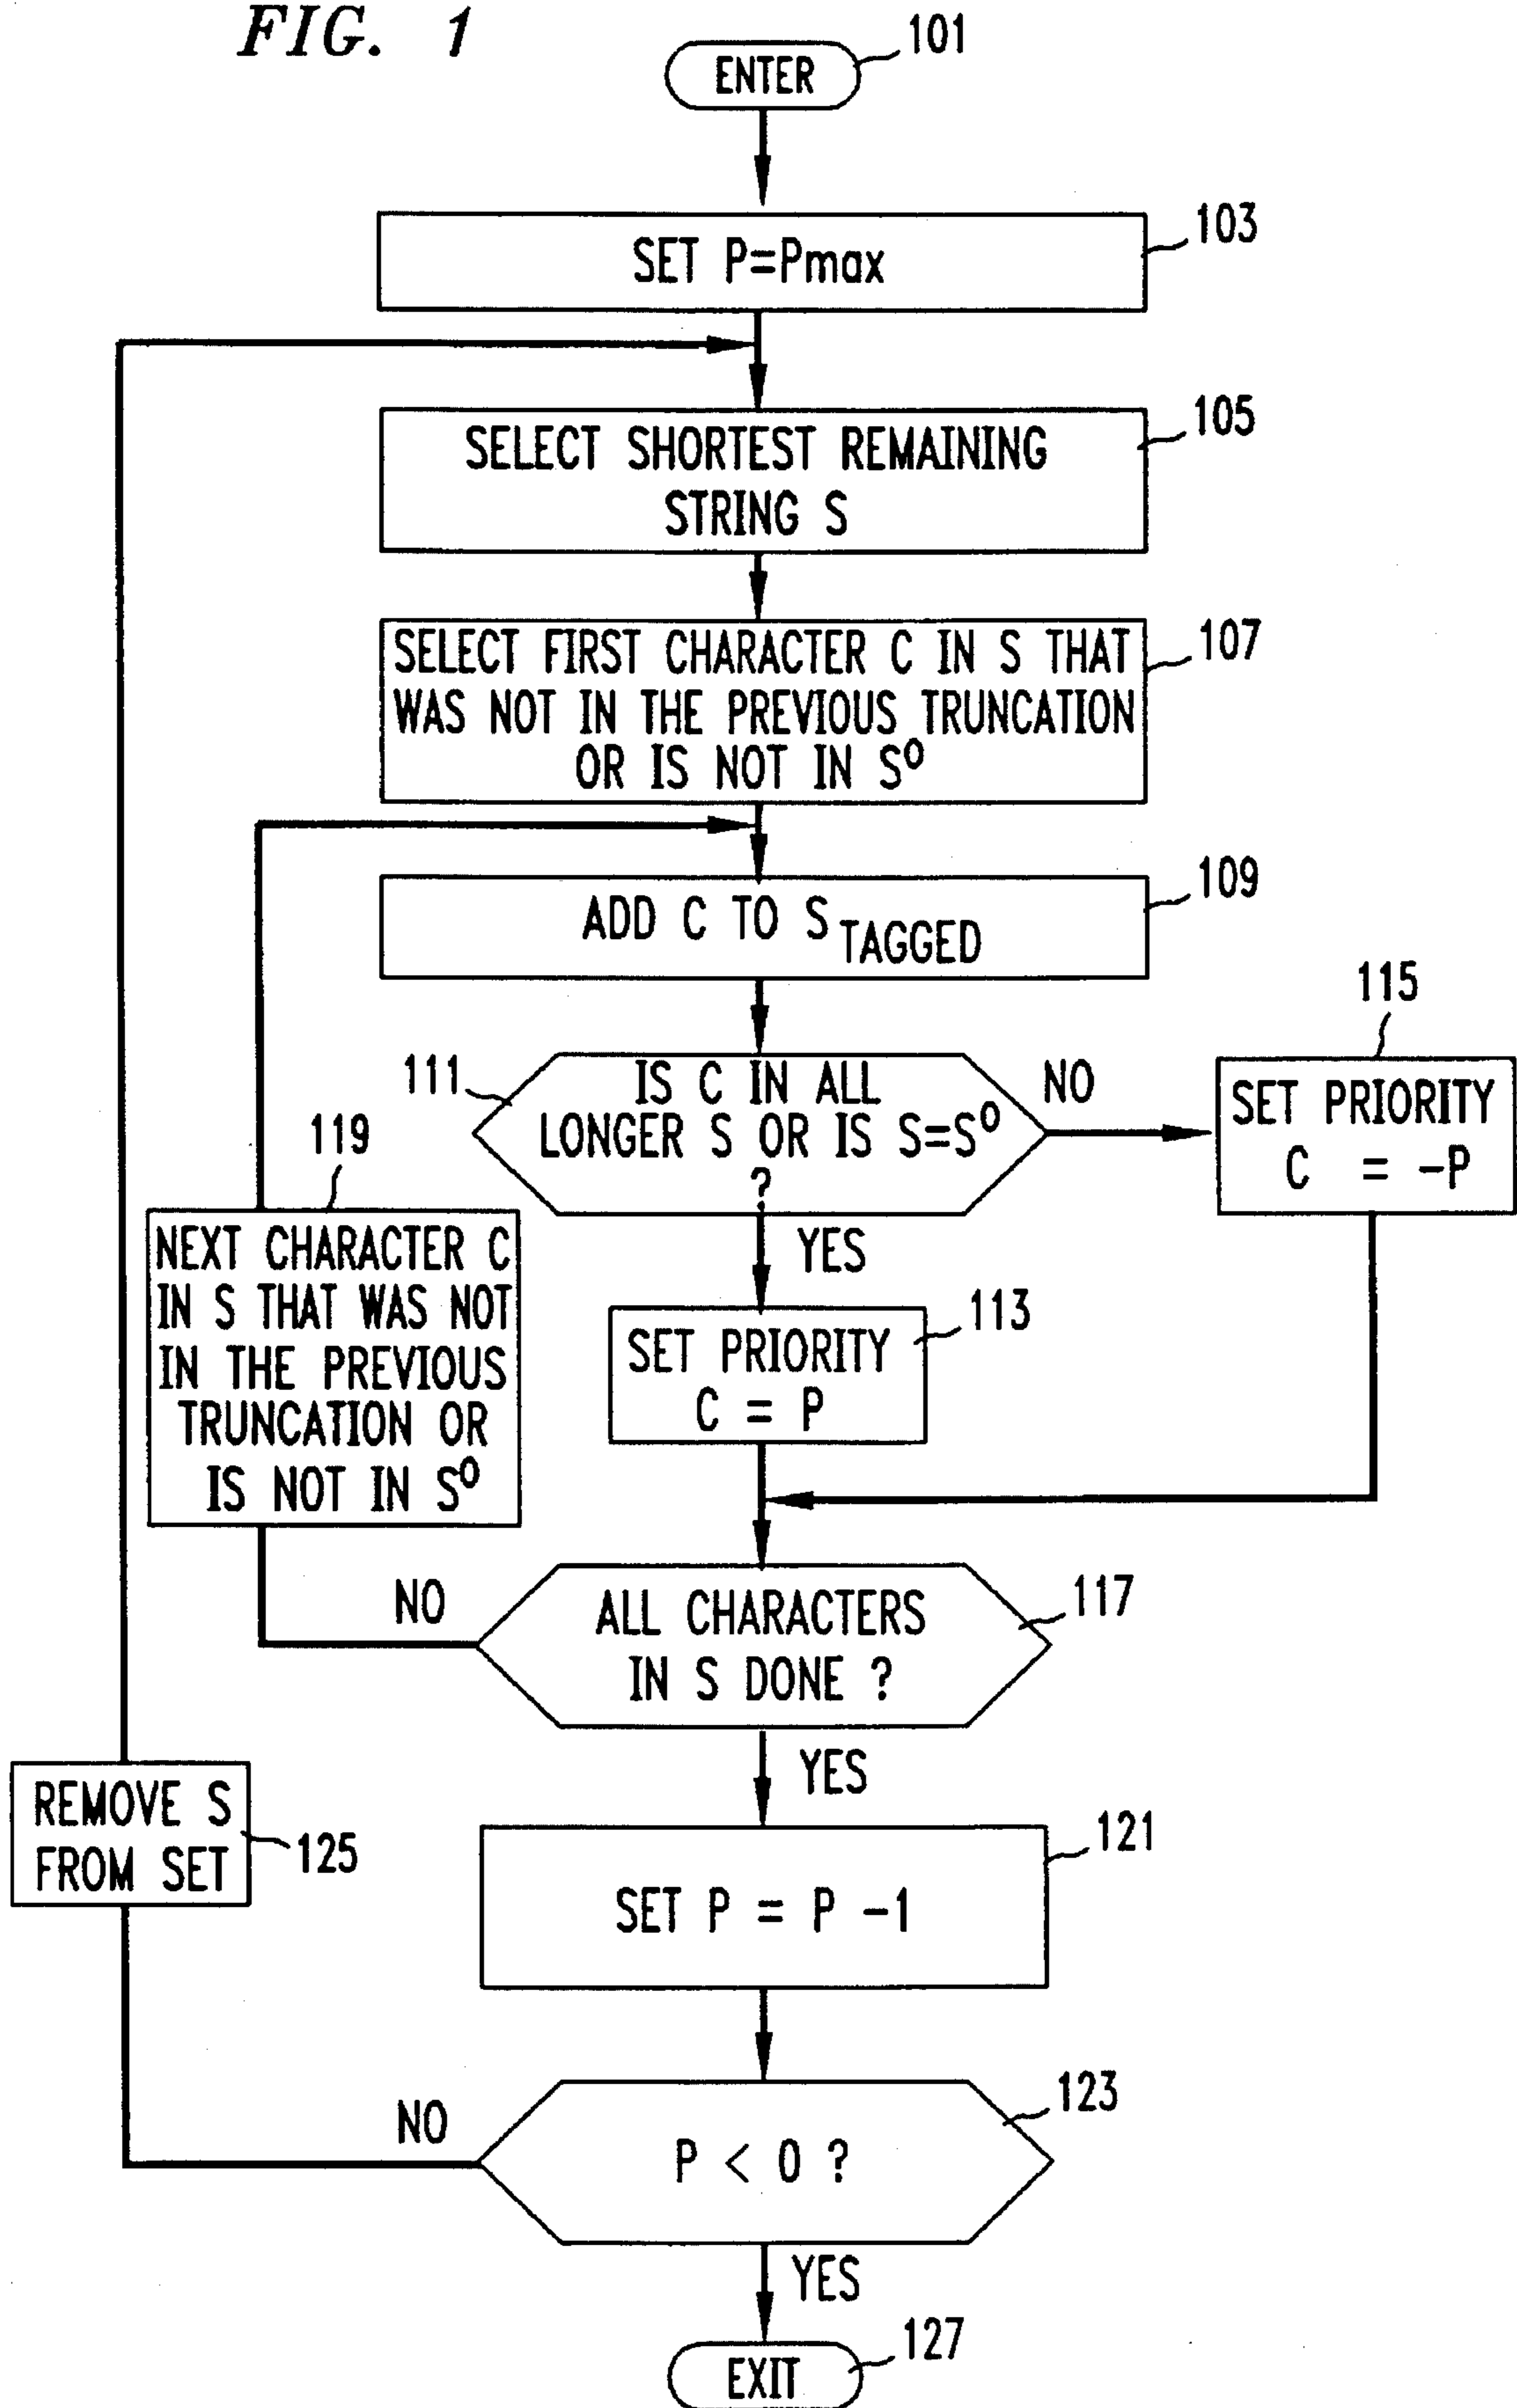 FIG. 1
ENTER
101
SET P=Pmax
103
SELECT SHORTEST REMAINING
STRING S
105
SELECT FIRST CHARACTER C IN S THAT
WAS NOT IN THE PREVIOUS TRUNCATION
OR IS NOT IN S⁰
107
ADD C TO S TAGGED
109
111
IS C IN ALL
LONGER S OR IS S=S⁰
?
NO
115
SET PRIORITY
C = -P
YES
119
NEXT CHARACTER C
IN S THAT WAS NOT
IN THE PREVIOUS
TRUNCATION OR
IS NOT IN S⁰
SET PRIORITY
C = P
113
NO
ALL CHARACTERS
IN S DONE ?
117
YES
REMOVE S
FROM SET
125
SET P = P -1
121
NO
P < 0 ?
123
YES
EXIT
127